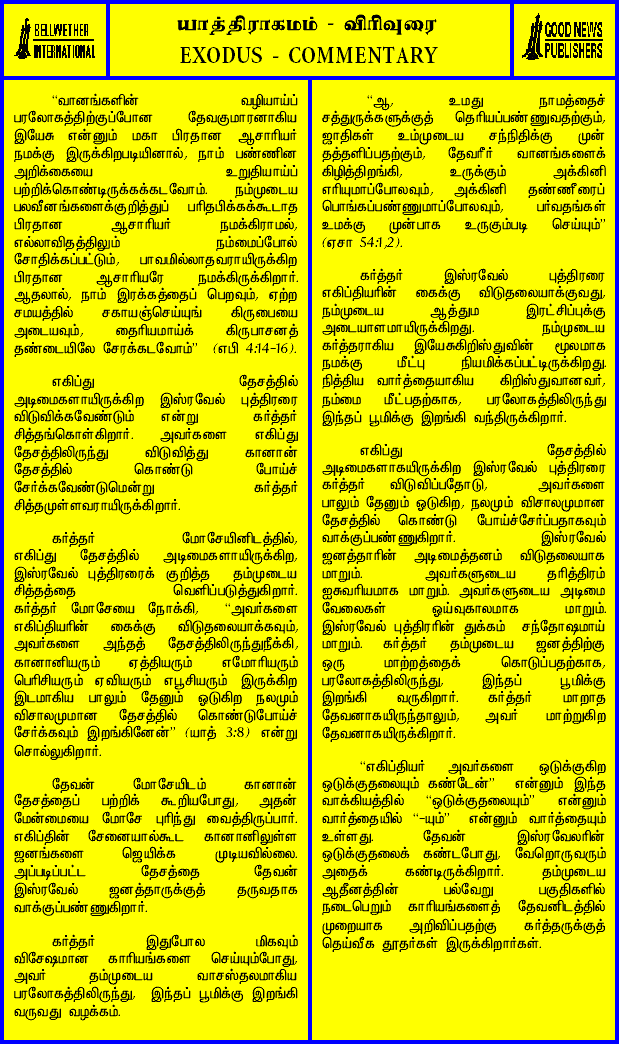 BELLWETHER
INTERNATIONAL
யாத்திராகமம் - விரிவுரை
EXODUS - COMMENTARY
GOOD NEWS
PUBLISHERS
“வானங்களின் வழியாய்ப்
பரலோகத்திற்குப்போன தேவகுமாரனாகிய
இயேசு என்னும் மகா பிரதான ஆசாரியர்
நமக்கு இருக்கிறபடியினால், நாம் பண்ணின
அறிக்கையை உறுதியாய்ப்
பற்றிக்கொண்டிருக்கக்கடவோம். நம்முடைய
பலவீனங்களைக்குறித்துப் பரிதபிக்கக்கூடாத
பிரதான ஆசாரியர் நமக்கிராமல்,
எல்லாவிதத்திலும் நம்மைப்போல்
சோதிக்கப்பட்டும், பாவமில்லாதவராயிருக்கிற
பிரதான ஆசாரியரே நமக்கிருக்கிறார்.
ஆதலால், நாம் இரக்கத்தைப் பெறவும், ஏற்ற
சமயத்தில் சகாயஞ்செய்யுங் கிருபையை
அடையவும், தைரியமாய்க் கிருபாசனத்
தண்டையிலே சேரக்கடவோம்” (எபி 4:14-16).
எகிப்து தேசத்தில்
அடிமைகளாயிருக்கிற இஸ்ரவேல் புத்திரரை
விடுவிக்கவேண்டும் என்று கர்த்தர்
சித்தங்கொள்கிறார். அவர்களை எகிப்து
தேசத்திலிருந்து விடுவித்து கானான்
தேசத்தில் கொண்டு போய்ச்
சேர்க்கவேண்டுமென்று கர்த்தர்
சித்தமுள்ளவராயிருக்கிறார்.
கர்த்தர் மோசேயினிடத்தில்,
எகிப்து தேசத்தில் அடிமைகளாயிருக்கிற,
இஸ்ரவேல் புத்திரரைக் குறித்த தம்முடைய
சித்தத்தை வெளிப்படுத்துகிறார்.
கர்த்தர் மோசேயை நோக்கி, “அவர்களை
எகிப்தியரின் கைக்கு விடுதலையாக்கவும்,
அவர்களை அந்தத் தேசத்திலிருந்துநீக்கி,
கானானியரும் ஏத்தியரும் எமோரியரும்
பெரிசியரும் ஏவியரும் எபூசியரும் இருக்கிற
இடமாகிய பாலும் தேனும் ஓடுகிற நலமும்
விசாலமுமான தேசத்தில் கொண்டுபோய்ச்
சேர்க்கவும் இறங்கினேன்” (யாத் 3:8) என்று
சொல்லுகிறார்.
தேவன் மோசேயிடம் கானான்
தேசத்தைப் பற்றிக் கூறியபோது, அதன்
மேன்மையை மோசே புரிந்து வைத்திருப்பார்.
எகிப்தின் சேனையால்கூட கானானிலுள்ள
ஜனங்களை ஜெயிக்க முடியவில்லை.
அப்படிப்பட்ட தேசத்தை தேவன்
இஸ்ரவேல் ஜனத்தாருக்குத் தருவதாக
வாக்குப்பண்ணுகிறார்.
கர்த்தர் இதுபோல மிகவும்
விசேஷமான காரியங்களை செய்யும்போது,
அவர் தம்முடைய வாசஸ்தலமாகிய
பரலோகத்திலிருந்து, இந்தப் பூமிக்கு இறங்கி
வருவது வழக்கம்.
“ஆ, உமது நாமத்தைச்
சத்துருக்களுக்குத் தெரியப்பண்ணுவதற்கும்,
ஜாதிகள் உம்முடைய சந்நிதிக்கு முன்
தத்தளிப்பதற்கும், தேவரீர் வானங்களைக்
கிழித்திறங்கி, உருக்கும் அக்கினி
எரியுமாப்போலவும், அக்கினி தண்ணீரைப்
பொங்கப்பண்ணுமாப்போலவும், பர்வதங்கள்
உமக்கு முன்பாக உருகும்படி செய்யும்”
(ஏசா 54:1,2).
கர்த்தர் இஸ்ரவேல் புத்திரரை
எகிப்தியரின் கைக்கு விடுதலையாக்குவது,
நம்முடைய ஆத்தும இரட்சிப்புக்கு
அடையாளமாயிருக்கிறது. நம்முடைய
கர்த்தராகிய இயேசுகிறிஸ்துவின் மூலமாக
நமக்கு மீட்பு நியமிக்கப்பட்டிருக்கிறது.
நித்திய வார்த்தையாகிய கிறிஸ்துவானவர்,
நம்மை மீட்பதற்காக, பரலோகத்திலிருந்து
இந்தப் பூமிக்கு இறங்கி வந்திருக்கிறார்.
எகிப்து தேசத்தில்
அடிமைகளாகயிருக்கிற இஸ்ரவேல் புத்திரரை
கர்த்தர் விடுவிப்பதோடு, அவர்களை
பாலும் தேனும் ஓடுகிற, நலமும் விசாலமுமான
தேசத்தில் கொண்டு போய்ச்சேர்ப்பதாகவும்
வாக்குப்பண்ணுகிறார். இஸ்ரவேல்
ஜனத்தாரின் அடிமைத்தனம் விடுதலையாக
மாறும். அவர்களுடைய தரித்திரம்
ஐசுவரியமாக மாறும். அவர்களுடைய அடிமை
வேலைகள் ஓய்வுகாலமாக மாறும்.
இஸ்ரவேல் புத்திரரின் துக்கம் சந்தோஷமாய்
மாறும். கர்த்தர் தம்முடைய ஜனத்திற்கு
ஒரு மாற்றத்தைக் கொடுப்பதற்காக,
பரலோகத்திலிருந்து, இந்தப் பூமிக்கு
இறங்கி வருகிறார். கர்த்தர் மாறாத
தேவனாகயிருந்தாலும், அவர் மாற்றுகிற
தேவனாகயிருக்கிறார்.
“எகிப்தியர் அவர்களை ஒடுக்குகிற
ஒடுக்குதலையும் கண்டேன்” என்னும் இந்த
வாக்கியத்தில் “ஒடுக்குதலையும்” என்னும்
வார்த்தையில் “-யும்” என்னும் வார்த்தையும்
உள்ளது. தேவன் இஸ்ரவேலரின்
ஒடுக்குதலைக் கண்டபோது, வேறொருவரும்
அதைக் கண்டிருக்கிறார். தம்முடைய
ஆதீனத்தின் பல்வேறு பகுதிகளில்
நடைபெறும் காரியங்களைத் தேவனிடத்தில்
முறையாக அறிவிப்பதற்கு கர்த்தருக்குத்
தெய்வீக தூதர்கள் இருக்கிறார்கள்.